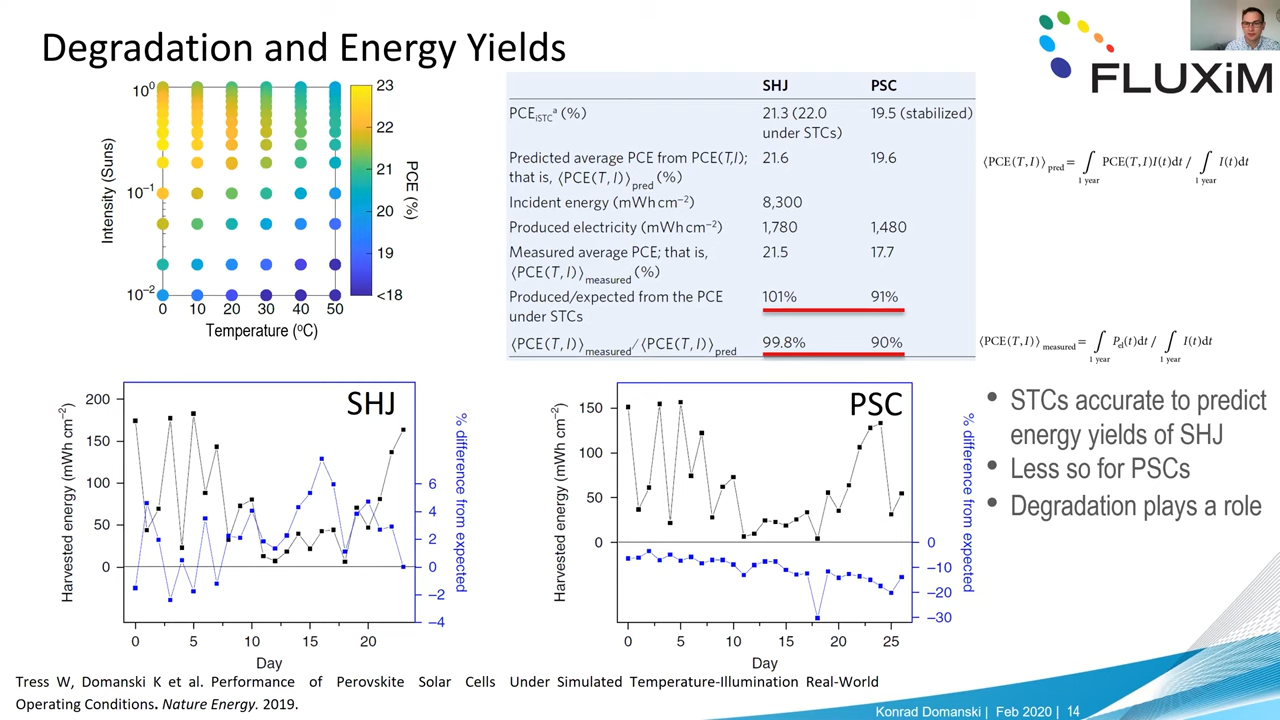 Degradation and Energy Yields
FLUXiM
10⁰
10⁻¹
10⁻²
Intensity (Suns)
0 10 20 30 40 50
Temperature (ºC)
23
22
21
20
19
<18
PCE (%)
SHJ PSC
PCEiSTCᵃ (%) 21.3 (22.0 19.5 (stabilized)
under STCs)
Predicted average PCE from PCE(T,I); 21.6 19.6
that is, ⟨PCE(T, I)⟩pred (%)
Incident energy (mWh cm⁻²) 8,300
Produced electricity (mWh cm⁻²) 1,780 1,480
Measured average PCE; that is, 21.5 17.7
⟨PCE(T, I)⟩measured (%)
Produced/expected from the PCE 101% 91%
under STCs
⟨PCE(T, I)⟩measured/⟨PCE(T, I)⟩pred 99.8% 90%
⟨PCE(T, I)⟩pred = ∫ PCE(T, I)I(t)dt / ∫ I(t)dt
1 year 1 year
⟨PCE(T, I)⟩measured = ∫ Pel(t)dt / ∫ I(t)dt
1 year 1 year
SHJ
200
150
100
50
0
Harvested energy (mWh cm⁻²)
6
4
2
0
−2
−4
% difference from expected
0 5 10 15 20
Day
PSC
150
100
50
0
Harvested energy (mWh cm⁻²)
0
−10
−20
−30
% difference from expected
0 5 10 15 20 25
Day
• STCs accurate to predict
energy yields of SHJ
• Less so for PSCs
• Degradation plays a role
Tress W, Domanski K et al. Performance of Perovskite Solar Cells Under Simulated Temperature-Illumination Real-World
Operating Conditions. Nature Energy. 2019.
Konrad Domanski | Feb 2020 | 14